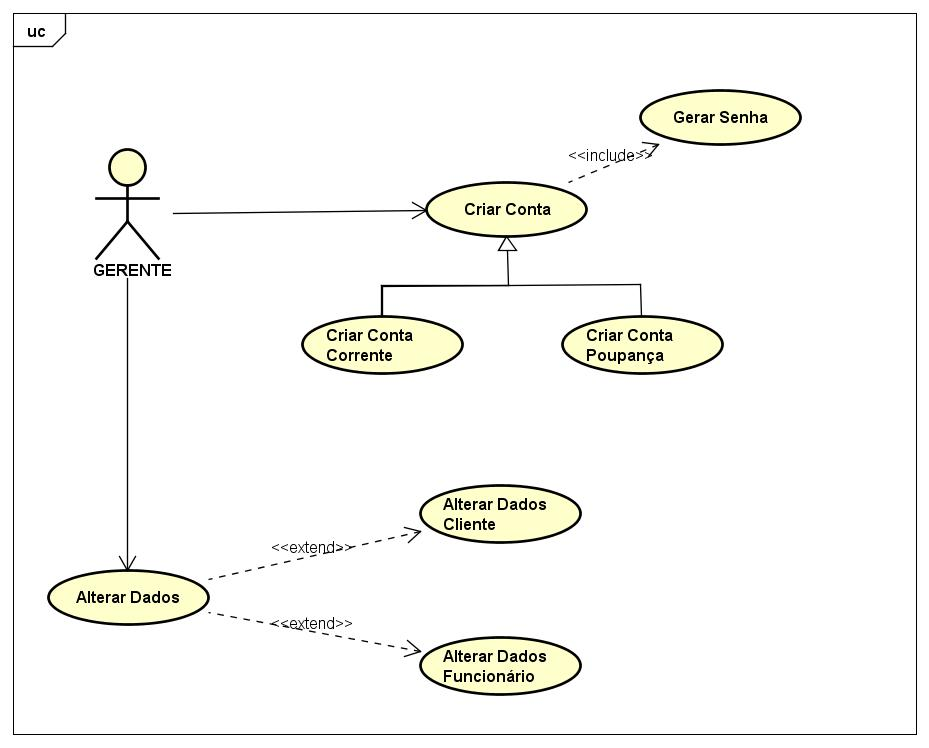 uc
Gerar Senha
<<include>>
Criar Conta
GERENTE
Criar Conta
Corrente
Criar Conta
Poupança
Alterar Dados
Cliente
<<extend>>
Alterar Dados
<<extend>>
Alterar Dados
Funcionário